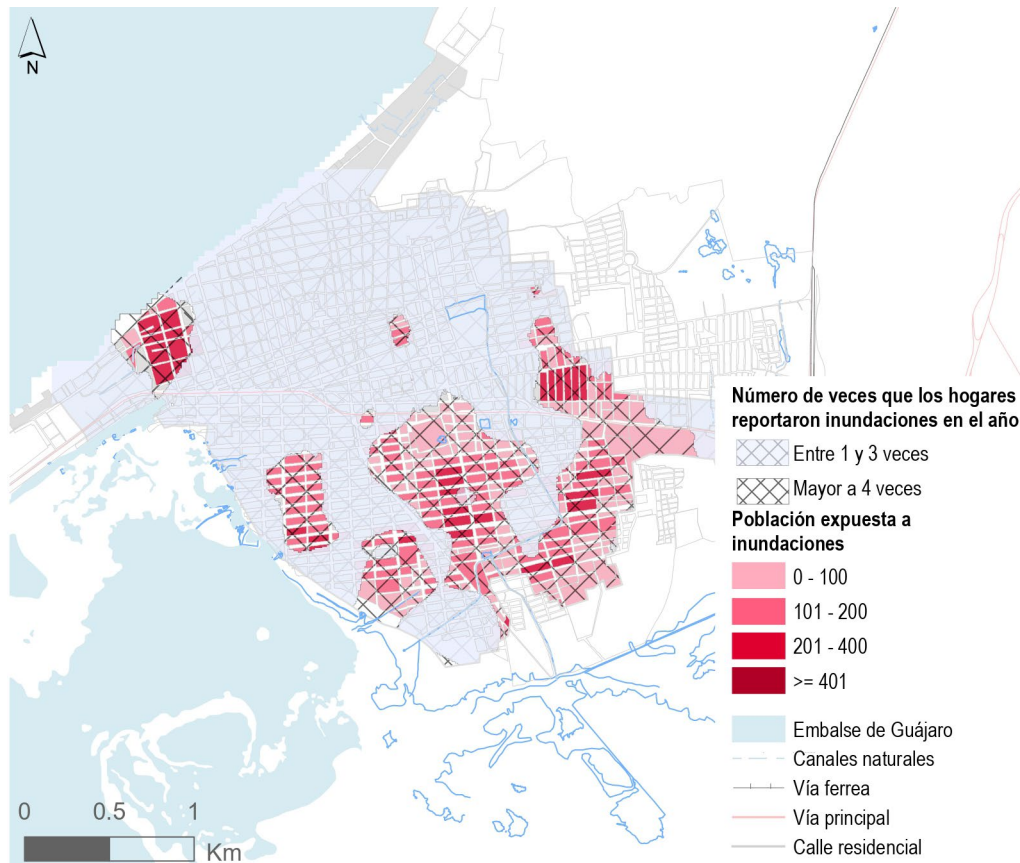 N
Número de veces que los hogares
reportaron inundaciones en el año
Entre 1 y 3 veces
Mayor a 4 veces
Población expuesta a
inundaciones
0 - 100
101 - 200
201 - 400
>= 401
Embalse de Guájaro
Canales naturales
Vía ferrea
Vía principal
Calle residencial
0 0.5 1
Km